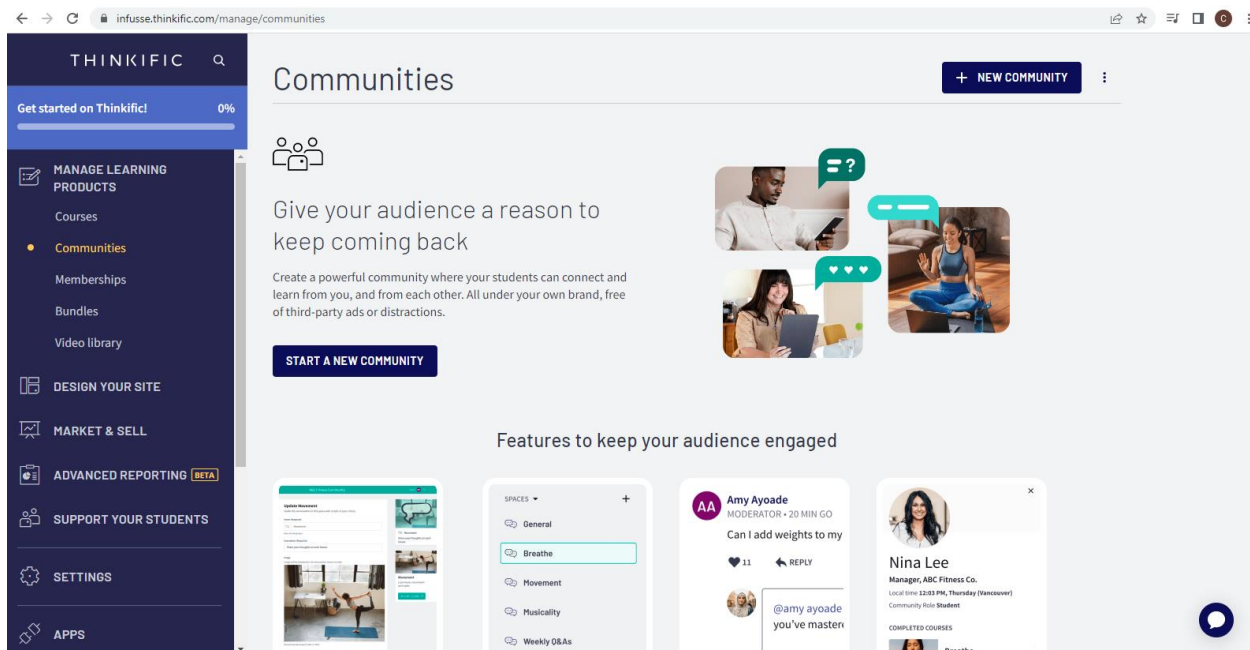 infusse.thinkific.com/manage/communities
C
THINKIFIC
Get started on Thinkific! 0%
MANAGE LEARNING
PRODUCTS
Courses
Communities
Memberships
Bundles
Video library
DESIGN YOUR SITE
MARKET & SELL
ADVANCED REPORTING BETA
SUPPORT YOUR STUDENTS
SETTINGS
APPS
Communities
+ NEW COMMUNITY
Give your audience a reason to
keep coming back
Create a powerful community where your students can connect and
learn from you, and from each other. All under your own brand, free
of third-party ads or distractions.
START A NEW COMMUNITY
?
Features to keep your audience engaged
Update Movement
Movement
SPACES
+
General
Breathe
Movement
Musicality
Weekly Q&As
AA
Amy Ayoade
MODERATOR • 20 MIN GO
Can I add weights to my
11 REPLY
@amy ayoade
you've master
Nina Lee
Manager, ABC Fitness Co.
Local time 12:03 PM, Thursday (Vancouver)
Community Role Student
COMPLETED COURSES